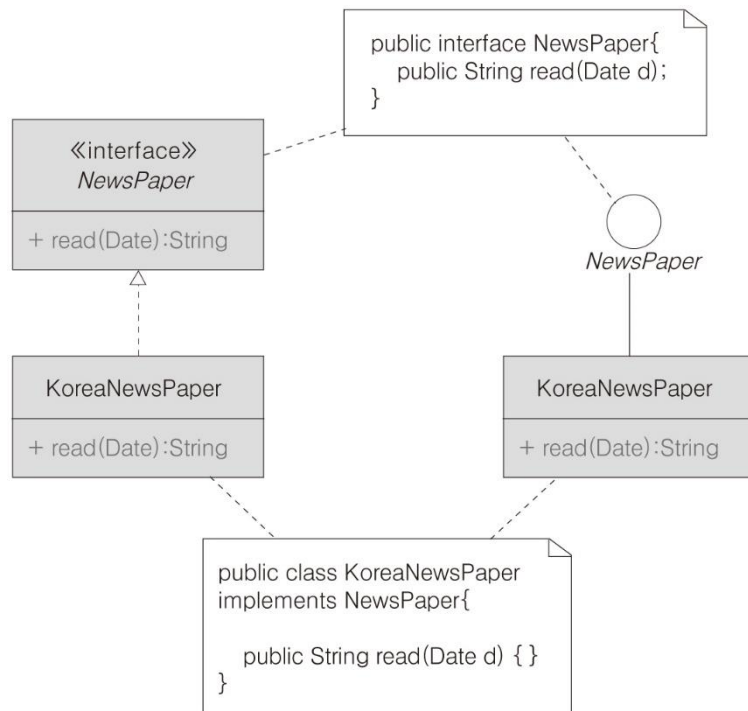 public interface NewsPaper{
public String read(Date d);
}
≪interface≫
NewsPaper
+ read(Date):String
NewsPaper
KoreaNewsPaper
+ read(Date):String
KoreaNewsPaper
+ read(Date):String
public class KoreaNewsPaper
implements NewsPaper{
public String read(Date d) { }
}